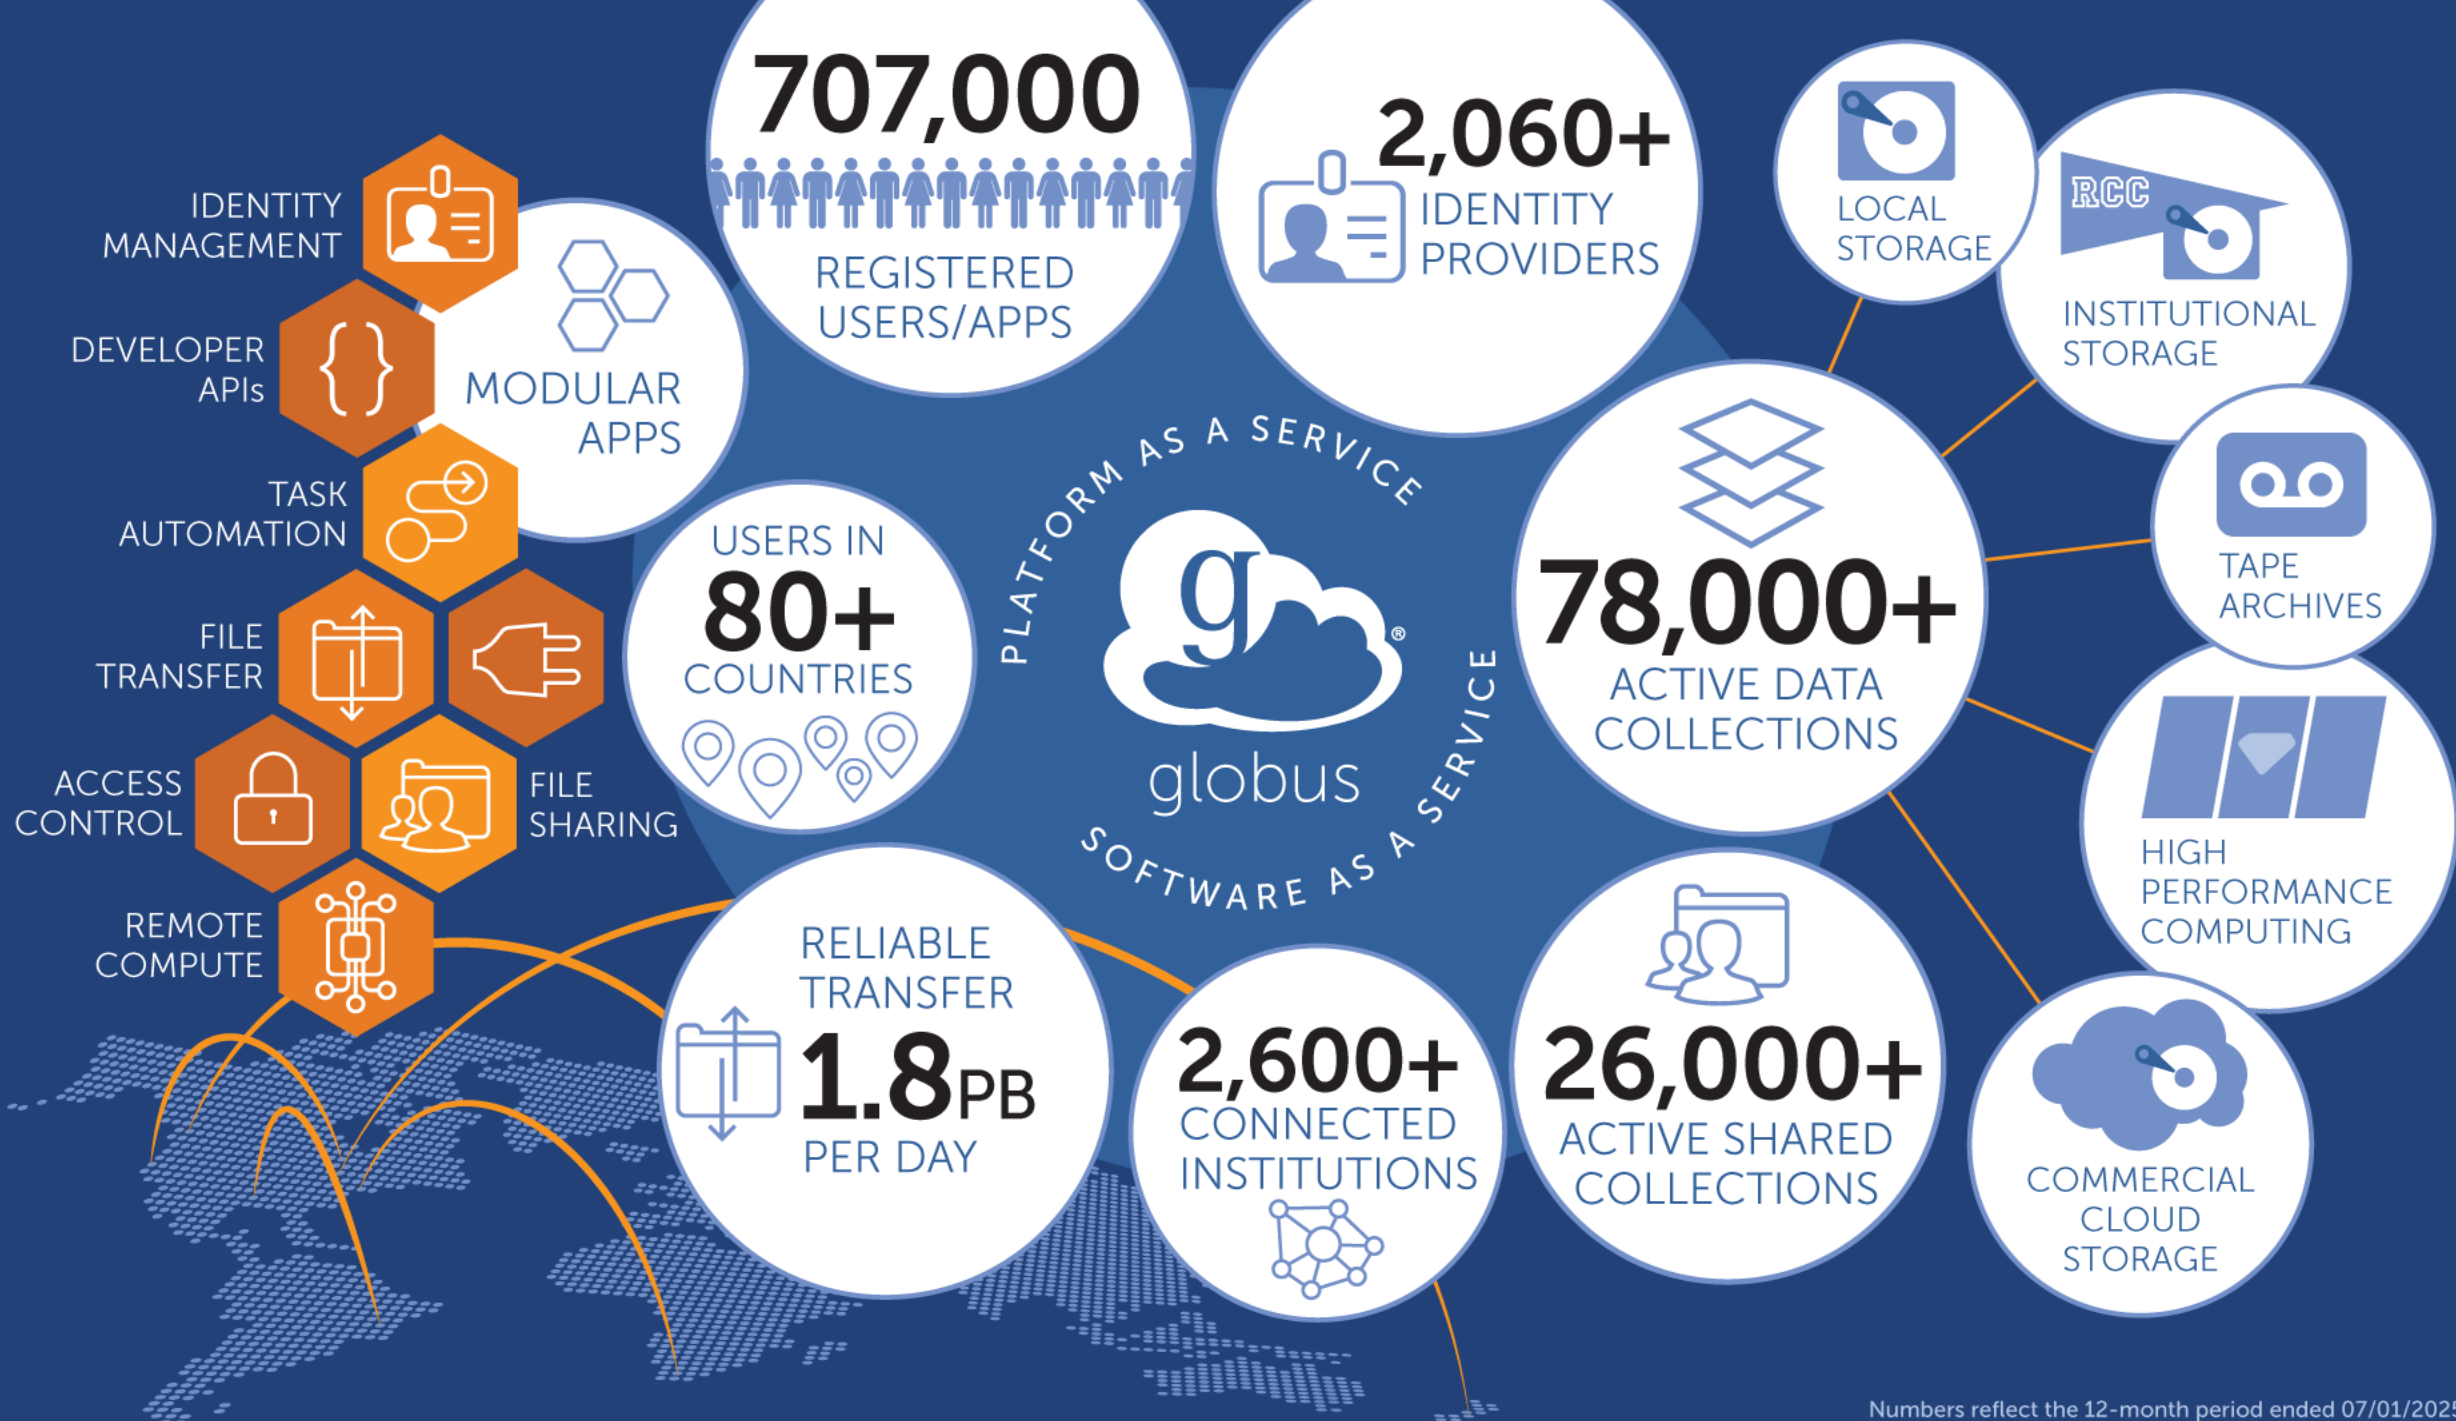 707,000
REGISTERED
USERS/APPS
2,060+
IDENTITY
PROVIDERS
LOCAL
STORAGE
RCC
INSTITUTIONAL
STORAGE
TAPE
ARCHIVES
HIGH
PERFORMANCE
COMPUTING
COMMERCIAL
CLOUD
STORAGE
IDENTITY
MANAGEMENT
DEVELOPER
APIs
TASK
AUTOMATION
FILE
TRANSFER
ACCESS
CONTROL
FILE
SHARING
REMOTE
COMPUTE
MODULAR
APPS
USERS IN
80+
COUNTRIES
PLATFORM AS A SERVICE
g
®
globus
SOFTWARE AS A SERVICE
78,000+
ACTIVE DATA
COLLECTIONS
RELIABLE
TRANSFER
1.8PB
PER DAY
2,600+
CONNECTED
INSTITUTIONS
26,000+
ACTIVE SHARED
COLLECTIONS
Numbers reflect the 12-month period ended